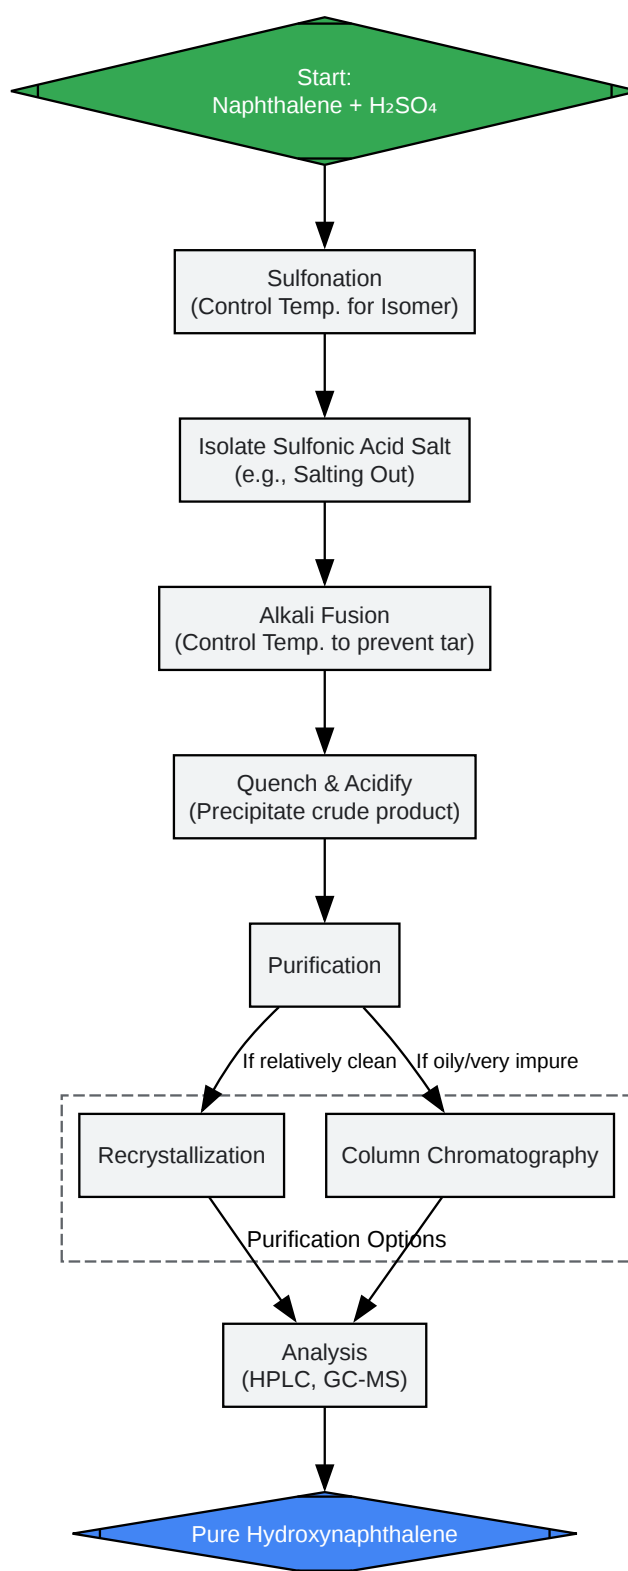 Start:
Naphthalene + H₂SO₄
Sulfonation
(Control Temp. for Isomer)
Isolate Sulfonic Acid Salt
(e.g., Salting Out)
Alkali Fusion
(Control Temp. to prevent tar)
Quench & Acidify
(Precipitate crude product)
Purification
If relatively clean
If oily/very impure
Recrystallization
Column Chromatography
Purification Options
Analysis
(HPLC, GC-MS)
Pure Hydroxynaphthalene